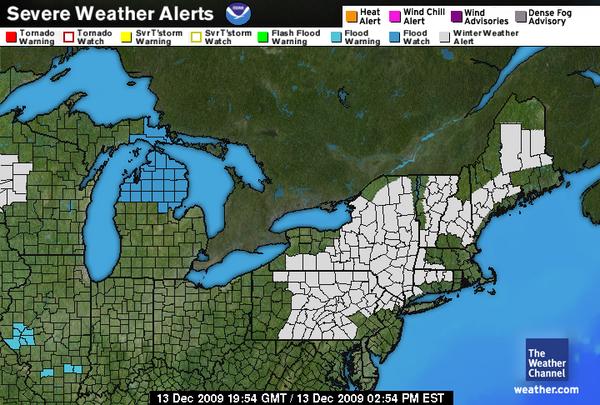 Severe Weather Alerts
Heat Alert
Wind Chill Alert
Wind Advisories
Dense Fog Advisory
Tornado Warning
Tornado Watch
SvrT'storm Warning
SvrT'storm Watch
Flash Flood Warning
Flood Warning
Flood Watch
Winter Weather Alert
The
Weather
Channel
weather.com
13 Dec 2009 19:54 GMT / 13 Dec 2009 02:54 PM EST